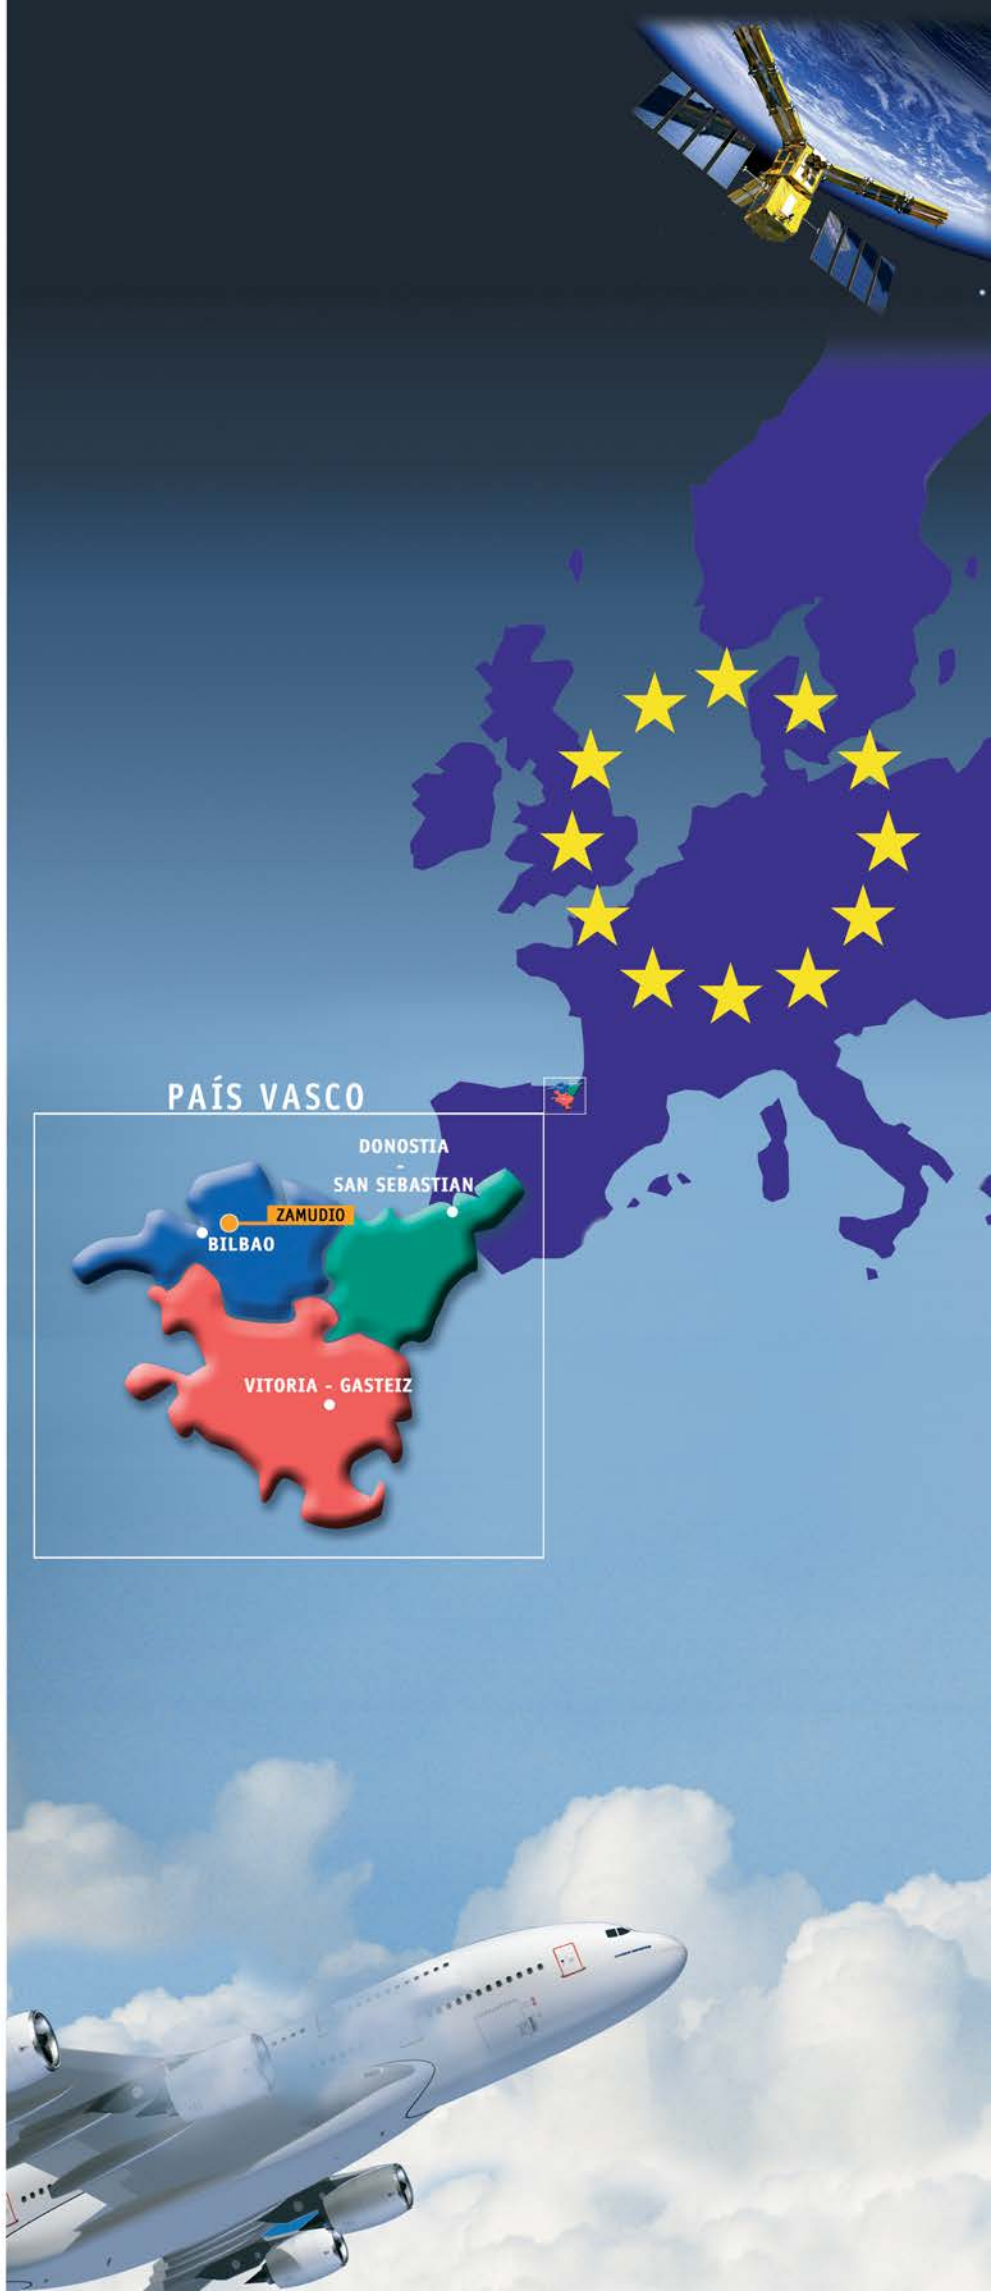 PAÍS VASCO
DONOSTIA
-
SAN SEBASTIAN
ZAMUDIO
BILBAO
VITORIA - GASTEIZ